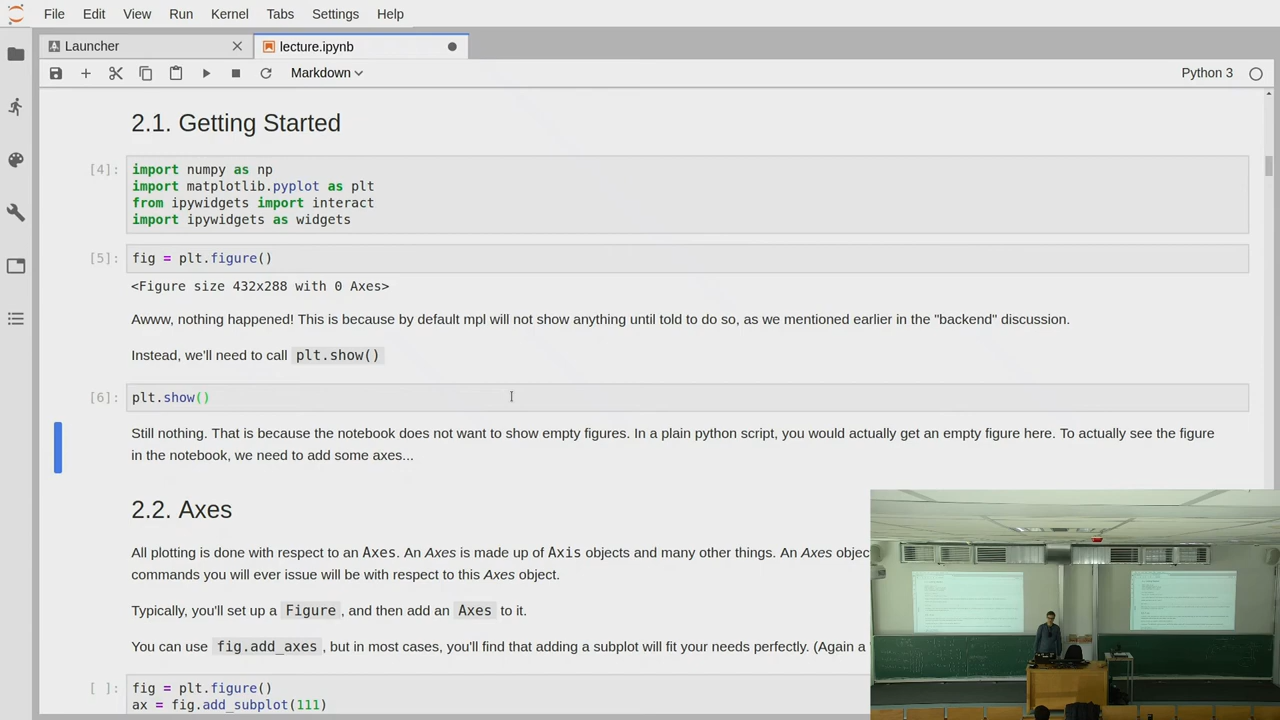 File Edit View Run Kernel Tabs Settings Help
Launcher
lecture.ipynb
Markdown
Python 3
2.1. Getting Started
[4]:
import numpy as np
import matplotlib.pyplot as plt
from ipywidgets import interact
import ipywidgets as widgets
[5]:
fig = plt.figure()
<Figure size 432x288 with 0 Axes>
Awww, nothing happened! This is because by default mpl will not show anything until told to do so, as we mentioned earlier in the "backend" discussion.
Instead, we'll need to call plt.show()
[6]:
plt.show()
Still nothing. That is because the notebook does not want to show empty figures. In a plain python script, you would actually get an empty figure here. To actually see the figure
in the notebook, we need to add some axes...
2.2. Axes
All plotting is done with respect to an Axes. An Axes is made up of Axis objects and many other things. An Axes objec
commands you will ever issue will be with respect to this Axes object.
Typically, you'll set up a Figure, and then add an Axes to it.
You can use fig.add_axes, but in most cases, you'll find that adding a subplot will fit your needs perfectly. (Again a
[ ]:
fig = plt.figure()
ax = fig.add_subplot(111)